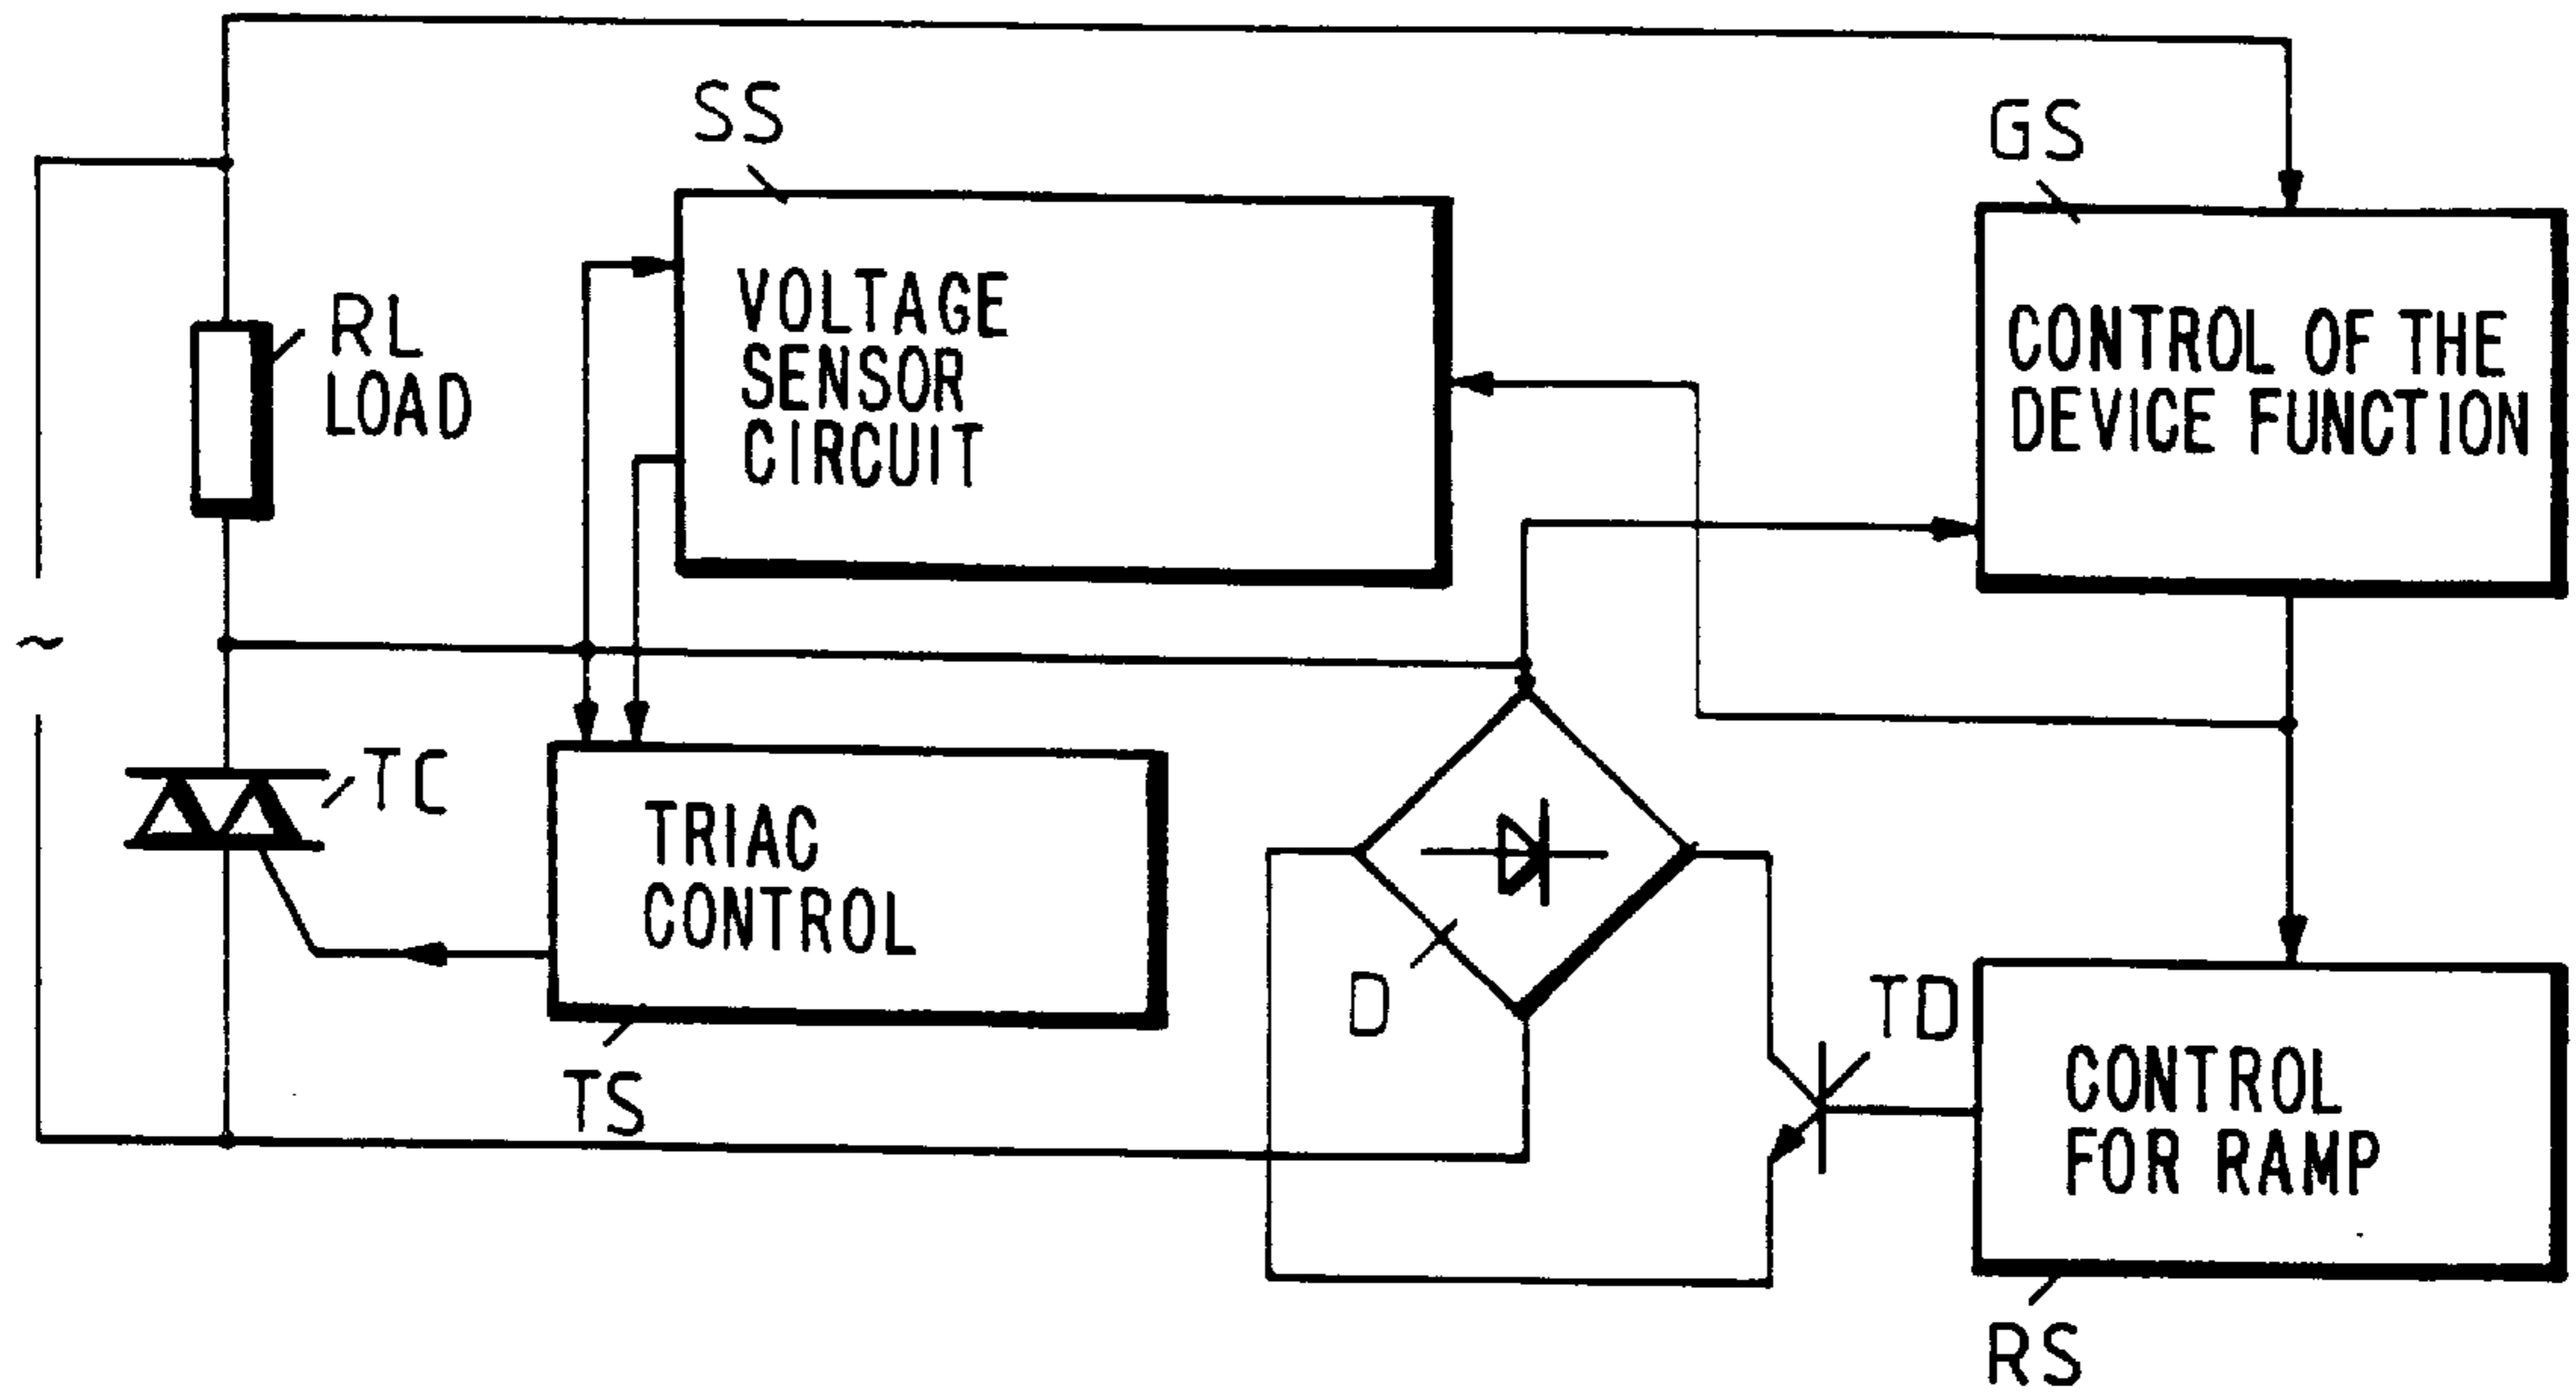 SS
GS
VOLTAGE
SENSOR
CIRCUIT
CONTROL OF THE
DEVICE FUNCTION
RL
LOAD
~
TC
TRIAC
CONTROL
TS
D
TD
CONTROL
FOR RAMP
RS